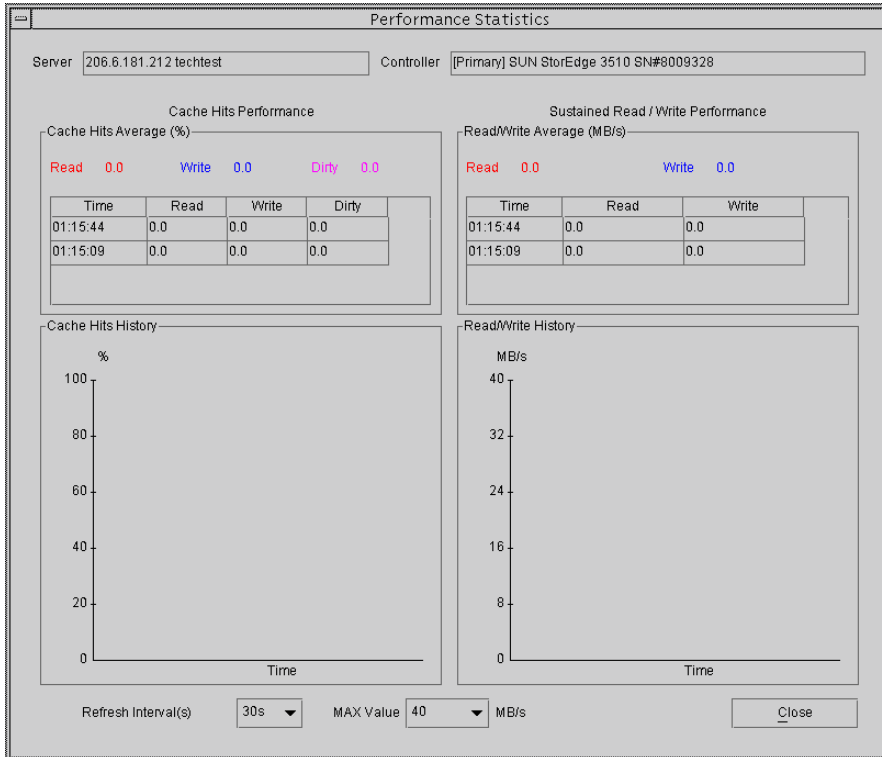 Performance Statistics
Server 206.6.181.212 techtest Controller [Primary] SUN StorEdge 3510 SN#8009328
Cache Hits Performance
Cache Hits Average (%)
Read 0.0 Write 0.0 Dirty 0.0
Time Read Write Dirty
01:15:44 0.0 0.0 0.0
01:15:09 0.0 0.0 0.0
Sustained Read / Write Performance
Read/Write Average (MB/s)
Read 0.0 Write 0.0
Time Read Write
01:15:44 0.0 0.0
01:15:09 0.0 0.0
Cache Hits History
%
100
80
60
40
20
0
Time
Read/Write History
MB/s
40
32
24
16
8
0
Time
Refresh Interval(s) 30s MAX Value 40 MB/s Close